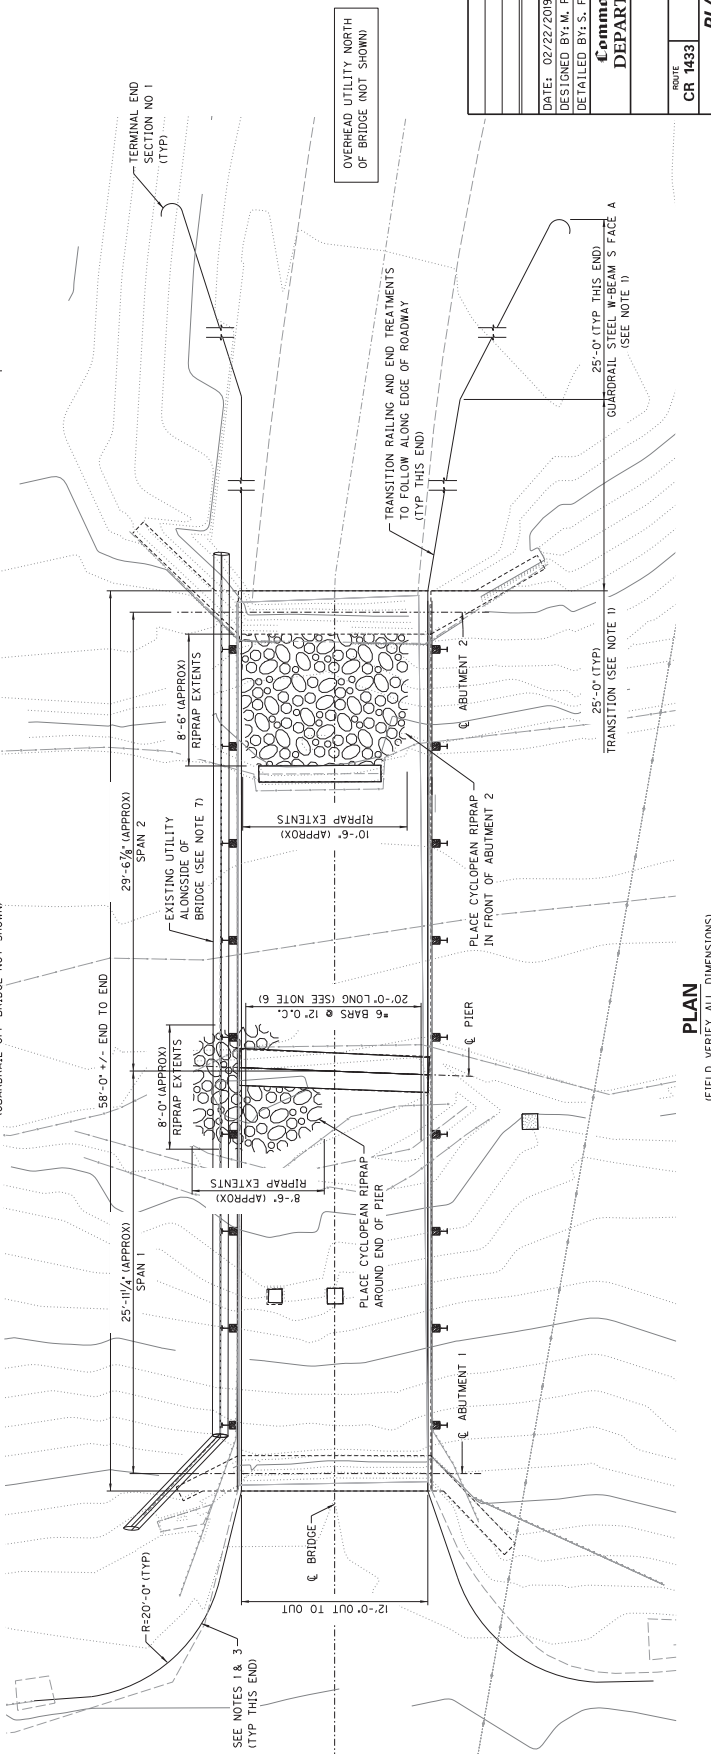 TERMINAL END
SECTION NO 1
(TYP)
OVERHEAD UTILITY NORTH
OF BRIDGE (NOT SHOWN)
DATE: 02/22/2019
DESIGNED BY: M.
DETAILED BY: S.
DEPART
ROUTE
CR 1433
TRANSITION RAILING AND END TREATMENTS
TO FOLLOW ALONG EDGE OF ROADWAY
(TYP THIS END)
25'-0" (TYP THIS END)
GUARDRAIL STEEL W-BEAM S FACE A
(SEE NOTE 1)
25'-0" (TYP)
TRANSITION (SEE NOTE 1)
8'-6" (APPROX)
RIPRAP EXTENTS
℄ ABUTMENT 2
10'-6" (APPROX)
RIPRAP EXTENTS
29'-6⅞" (APPROX)
SPAN 2
EXISTING UTILITY
ALONGSIDE OF
BRIDGE (SEE NOTE 7)
PLACE CYCLOPEAN RIPRAP
IN FRONT OF ABUTMENT 2
58'-0" +/- END TO END
#6 BARS @ 12" O.C.
20'-0" LONG (SEE NOTE 6)
℄ PIER
8'-0" (APPROX)
RIPRAP EXTENTS
8'-6" (APPROX)
RIPRAP EXTENTS
PLACE CYCLOPEAN RIPRAP
AROUND END OF PIER
25'-11¼" (APPROX)
SPAN 1
℄ ABUTMENT 1
℄ BRIDGE
12'-0" OUT TO OUT
R=20'-0" (TYP)
SEE NOTES 1 & 3
(TYP THIS END)
PLAN
(FIELD VERIFY ALL DIMENSIONS)